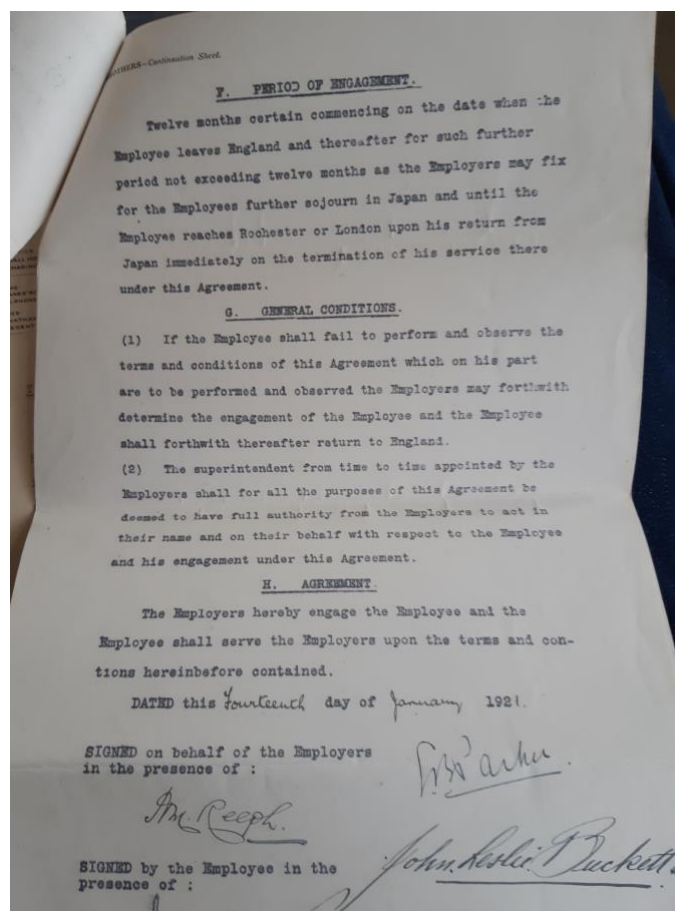 OTHERS—Continuation Sheet.
F. PERIOD OF ENGAGEMENT.
Twelve months certain commencing on the date when the
Employee leaves England and thereafter for such further
period not exceeding twelve months as the Employers may fix
for the Employees further sojourn in Japan and until the
Employee reaches Rochester or London upon his return from
Japan immediately on the termination of his service there
under this Agreement.
G. GENERAL CONDITIONS.
(1) If the Employee shall fail to perform and observe the
terms and conditions of this Agreement which on his part
are to be performed and observed the Employers may forthwith
determine the engagement of the Employee and the Employee
shall forthwith thereafter return to England.
(2) The superintendent from time to time appointed by the
Employers shall for all the purposes of this Agreement be
deemed to have full authority from the Employers to act in
their name and on their behalf with respect to the Employee
and his engagement under this Agreement.
H. AGREEMENT.
The Employers hereby engage the Employee and the
Employee shall serve the Employers upon the terms and con-
tions hereinbefore contained.
DATED this Fourteenth day of January 1921.
SIGNED on behalf of the Employers
in the presence of :
Parker
John Leslie Buckett
SIGNED by the Employee in the
presence of :